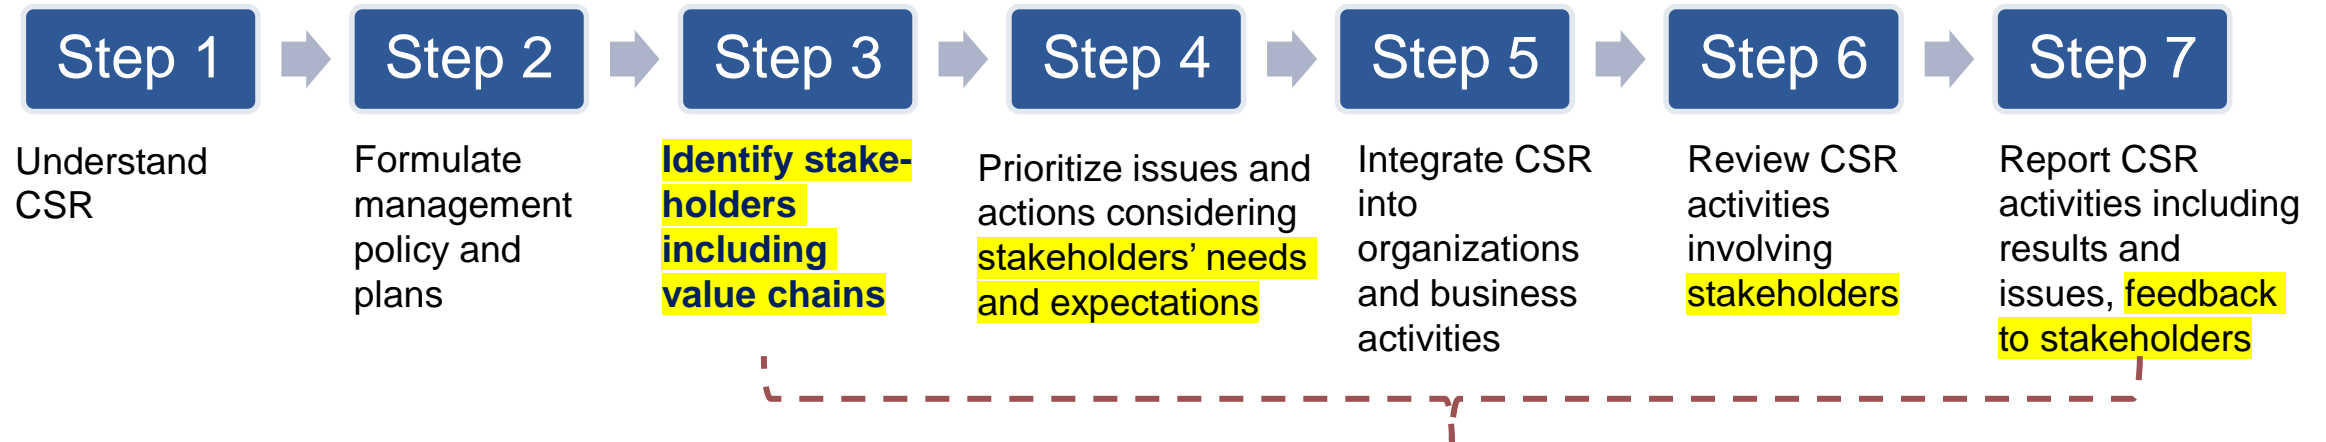 Step 1
Step 2
Step 3
Step 4
Step 5
Step 6
Step 7
Understand
CSR
Formulate
management
policy and
plans
Identify stake-
holders
including
value chains
Prioritize issues and
actions considering
stakeholders’ needs
and expectations
Integrate CSR
into
organizations
and business
activities
Review CSR
activities
involving
stakeholders
Report CSR
activities including
results and
issues, feedback
to stakeholders